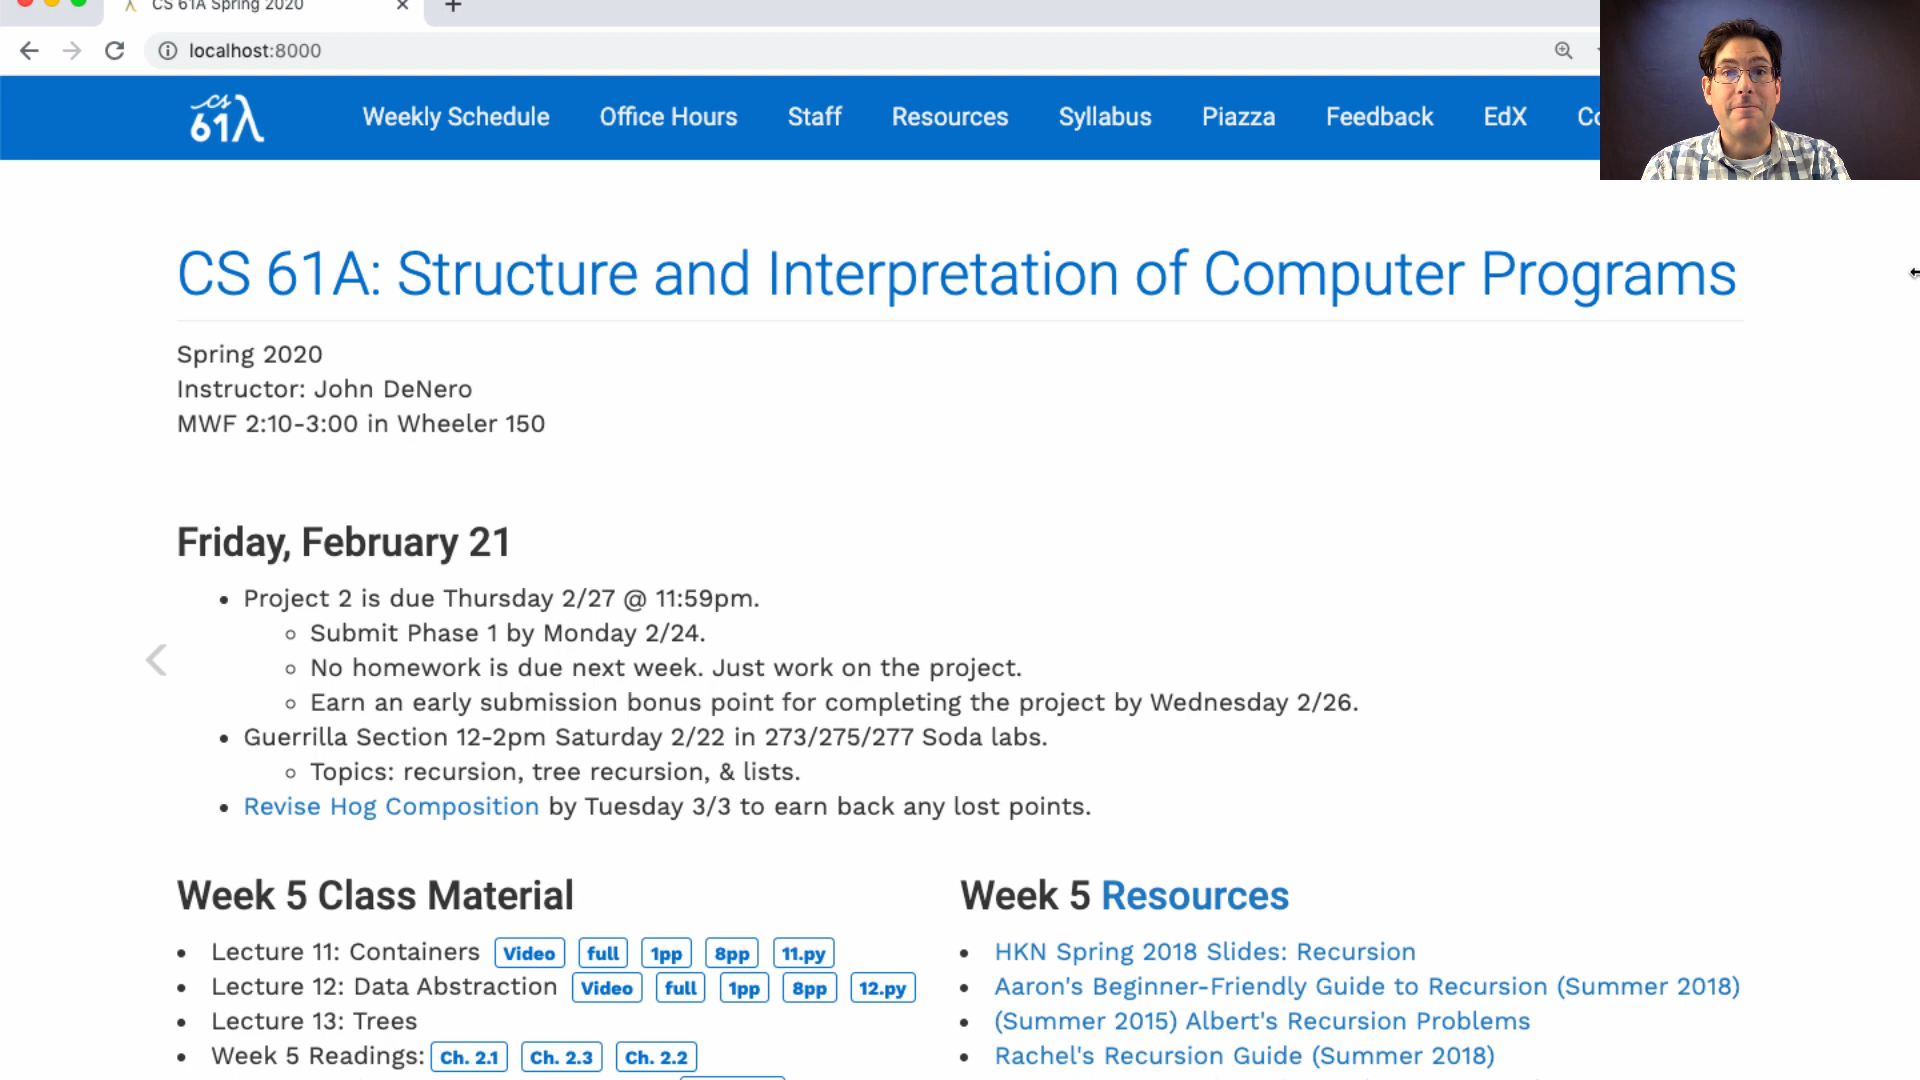 CS 61A Spring 2020
localhost:8000
CS 61λ
Weekly Schedule Office Hours Staff Resources Syllabus Piazza Feedback EdX
CS 61A: Structure and Interpretation of Computer Programs
Spring 2020
Instructor: John DeNero
MWF 2:10-3:00 in Wheeler 150
Friday, February 21
Project 2 is due Thursday 2/27 @ 11:59pm.
Submit Phase 1 by Monday 2/24.
No homework is due next week. Just work on the project.
Earn an early submission bonus point for completing the project by Wednesday 2/26.
Guerrilla Section 12-2pm Saturday 2/22 in 273/275/277 Soda labs.
Topics: recursion, tree recursion, & lists.
Revise Hog Composition by Tuesday 3/3 to earn back any lost points.
Week 5 Class Material
Lecture 11: Containers Video full 1pp 8pp 11.py
Lecture 12: Data Abstraction Video full 1pp 8pp 12.py
Lecture 13: Trees
Week 5 Readings: Ch. 2.1 Ch. 2.3 Ch. 2.2
Week 5 Resources
HKN Spring 2018 Slides: Recursion
Aaron's Beginner-Friendly Guide to Recursion (Summer 2018)
(Summer 2015) Albert's Recursion Problems
Rachel's Recursion Guide (Summer 2018)